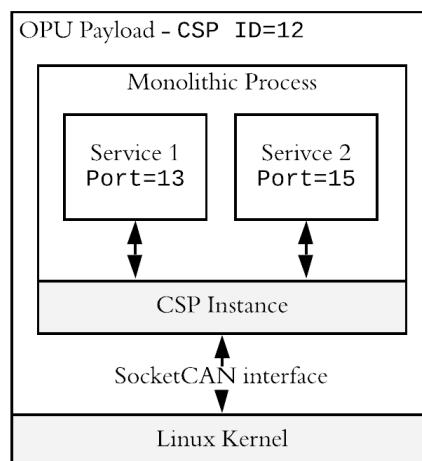 OPU Payload - CSP ID=12
Monolithic Process
Service 1
Port=13
Serivce 2
Port=15
CSP Instance
SocketCAN interface
Linux Kernel